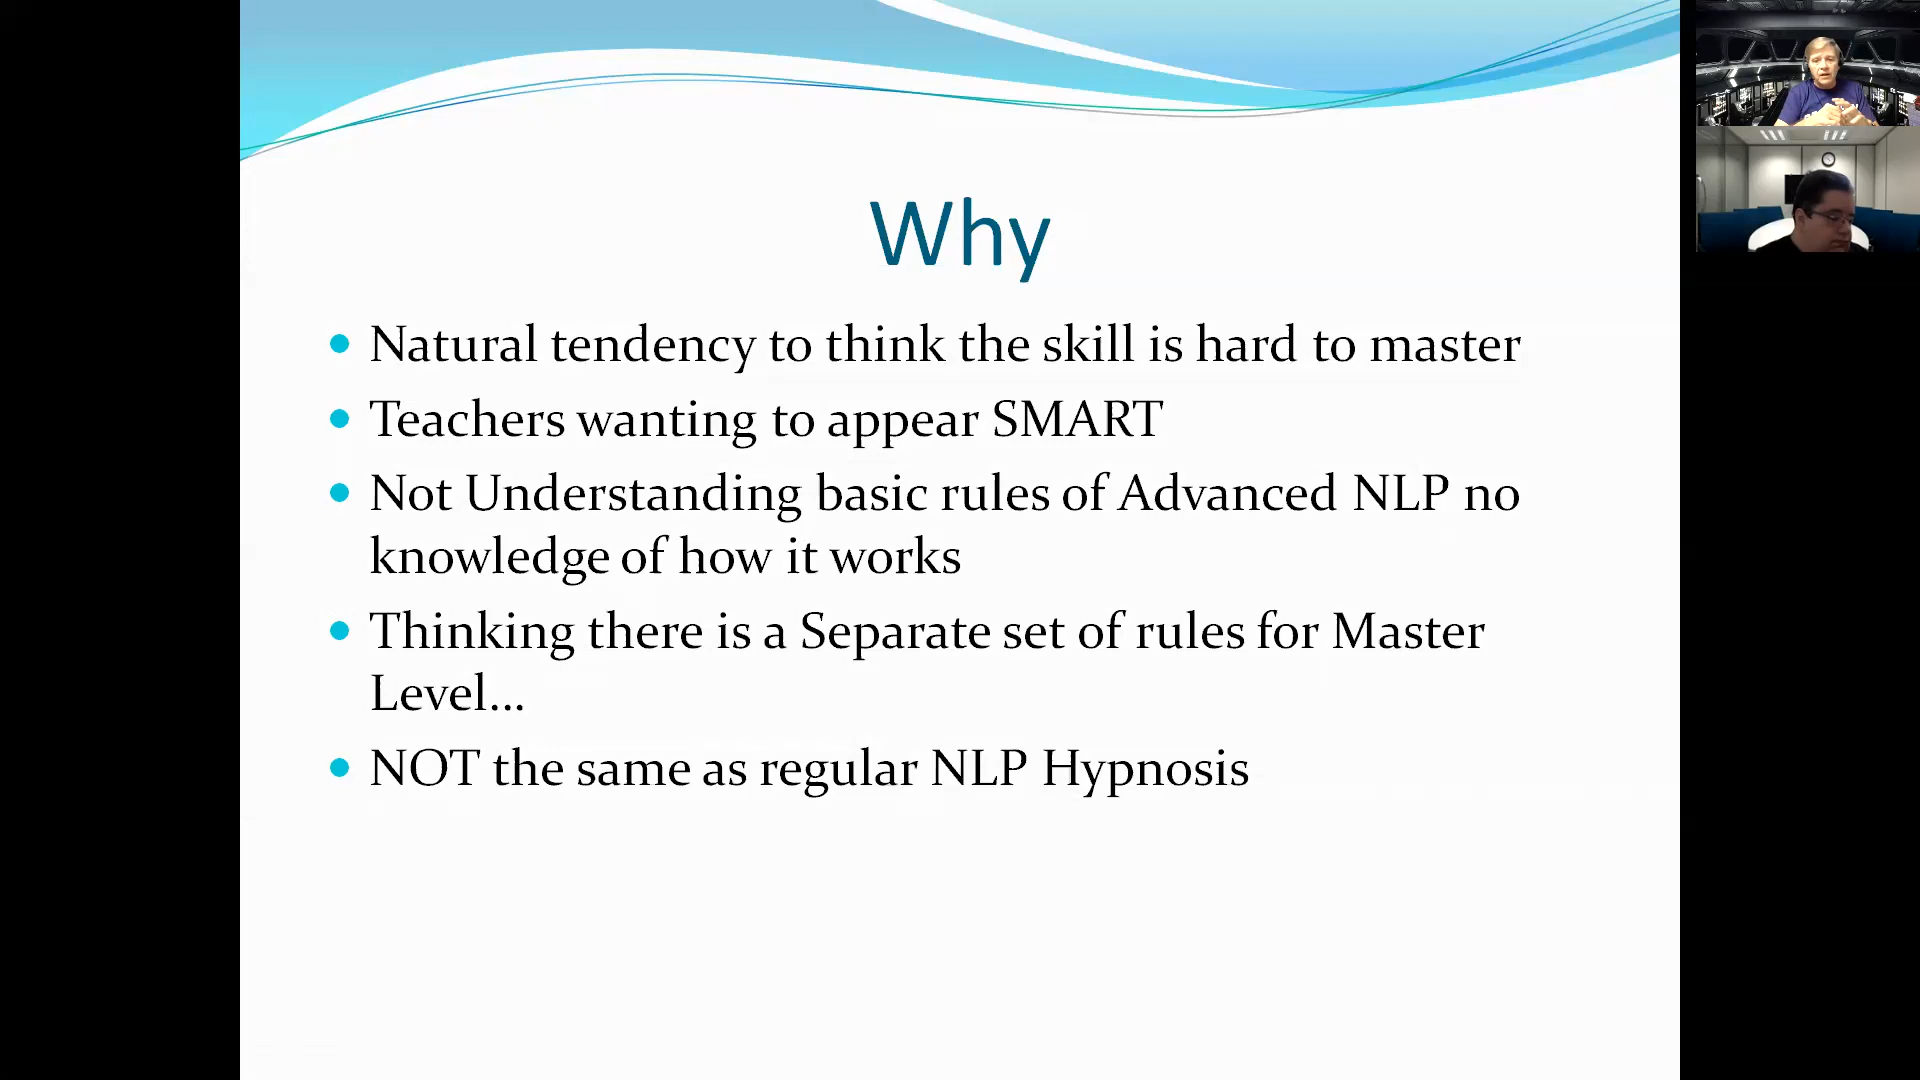 Why
Natural tendency to think the skill is hard to master
Teachers wanting to appear SMART
Not Understanding basic rules of Advanced NLP no
knowledge of how it works
Thinking there is a Separate set of rules for Master
Level...
NOT the same as regular NLP Hypnosis